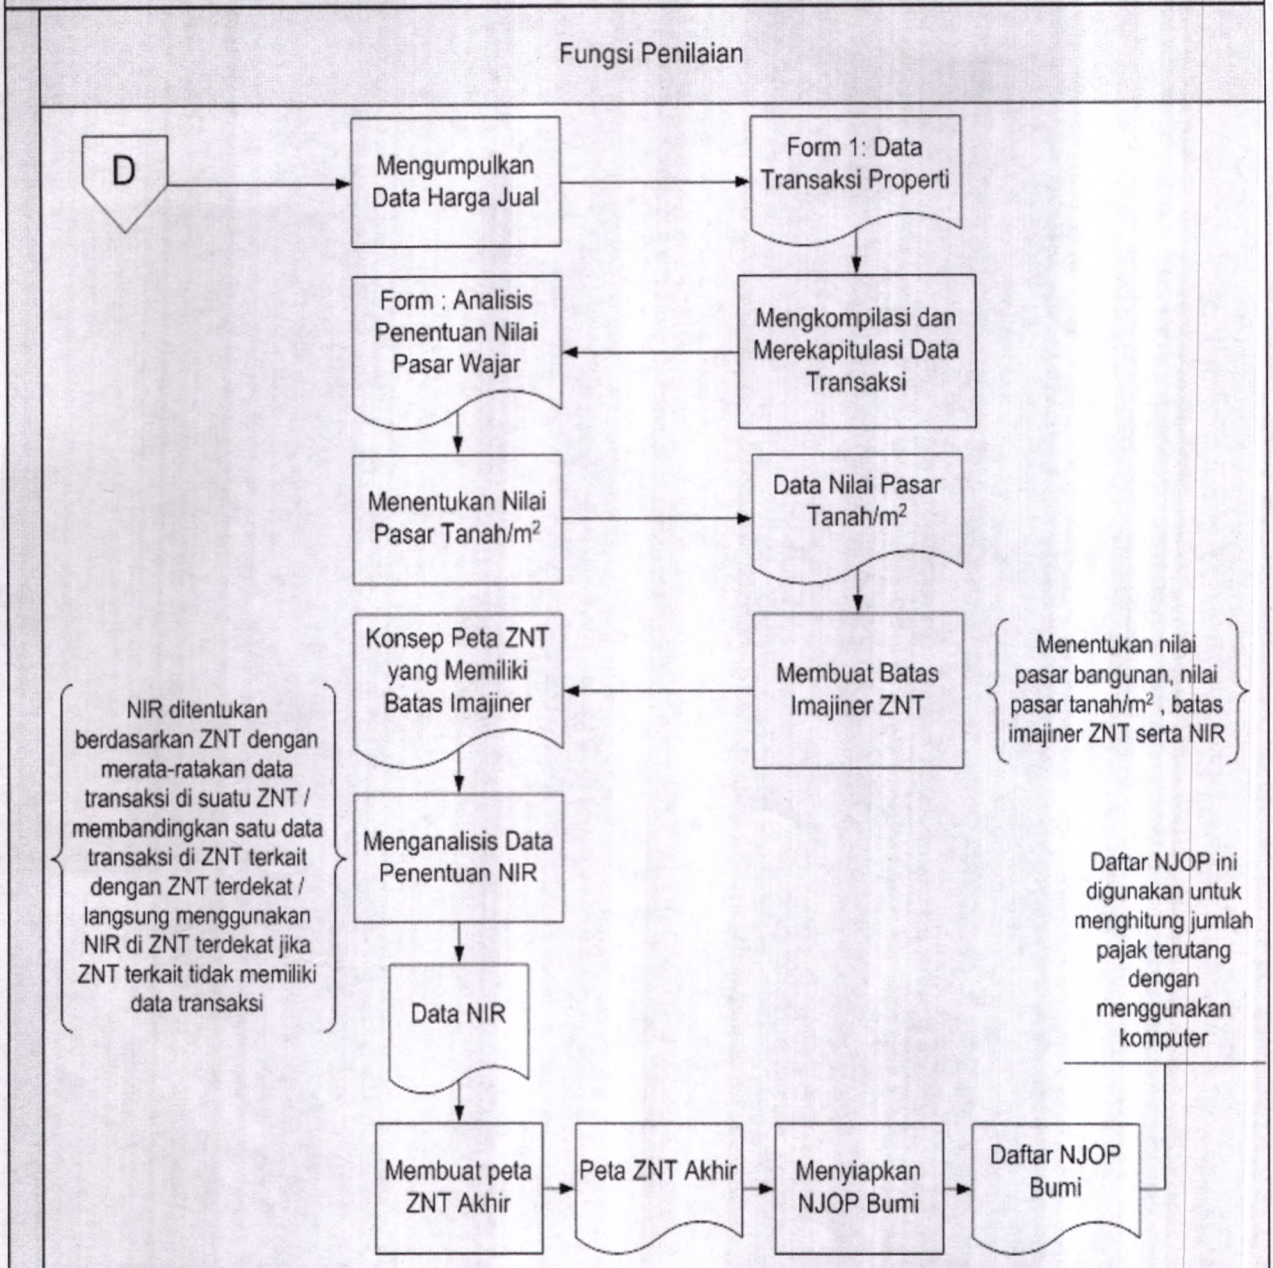 Fungsi Penilaian
D
Mengumpulkan
Data Harga Jual
Form 1: Data
Transaksi Properti
Form : Analisis
Penentuan Nilai
Pasar Wajar
Mengkompilasi dan
Merekapitulasi Data
Transaksi
Menentukan Nilai
Pasar Tanah/m²
Data Nilai Pasar
Tanah/m²
Konsep Peta ZNT
yang Memiliki
Batas Imajiner
Membuat Batas
Imajiner ZNT
Menentukan nilai
pasar bangunan, nilai
pasar tanah/m² , batas
imajiner ZNT serta NIR
NIR ditentukan
berdasarkan ZNT dengan
merata-ratakan data
transaksi di suatu ZNT /
membandingkan satu data
transaksi di ZNT terkait
dengan ZNT terdekat /
langsung menggunakan
NIR di ZNT terdekat jika
ZNT terkait tidak memiliki
data transaksi
Menganalisis Data
Penentuan NIR
Daftar NJOP ini
digunakan untuk
menghitung jumlah
pajak terutang
dengan
menggunakan
komputer
Data NIR
Membuat peta
ZNT Akhir
Peta ZNT Akhir
Menyiapkan
NJOP Bumi
Daftar NJOP
Bumi